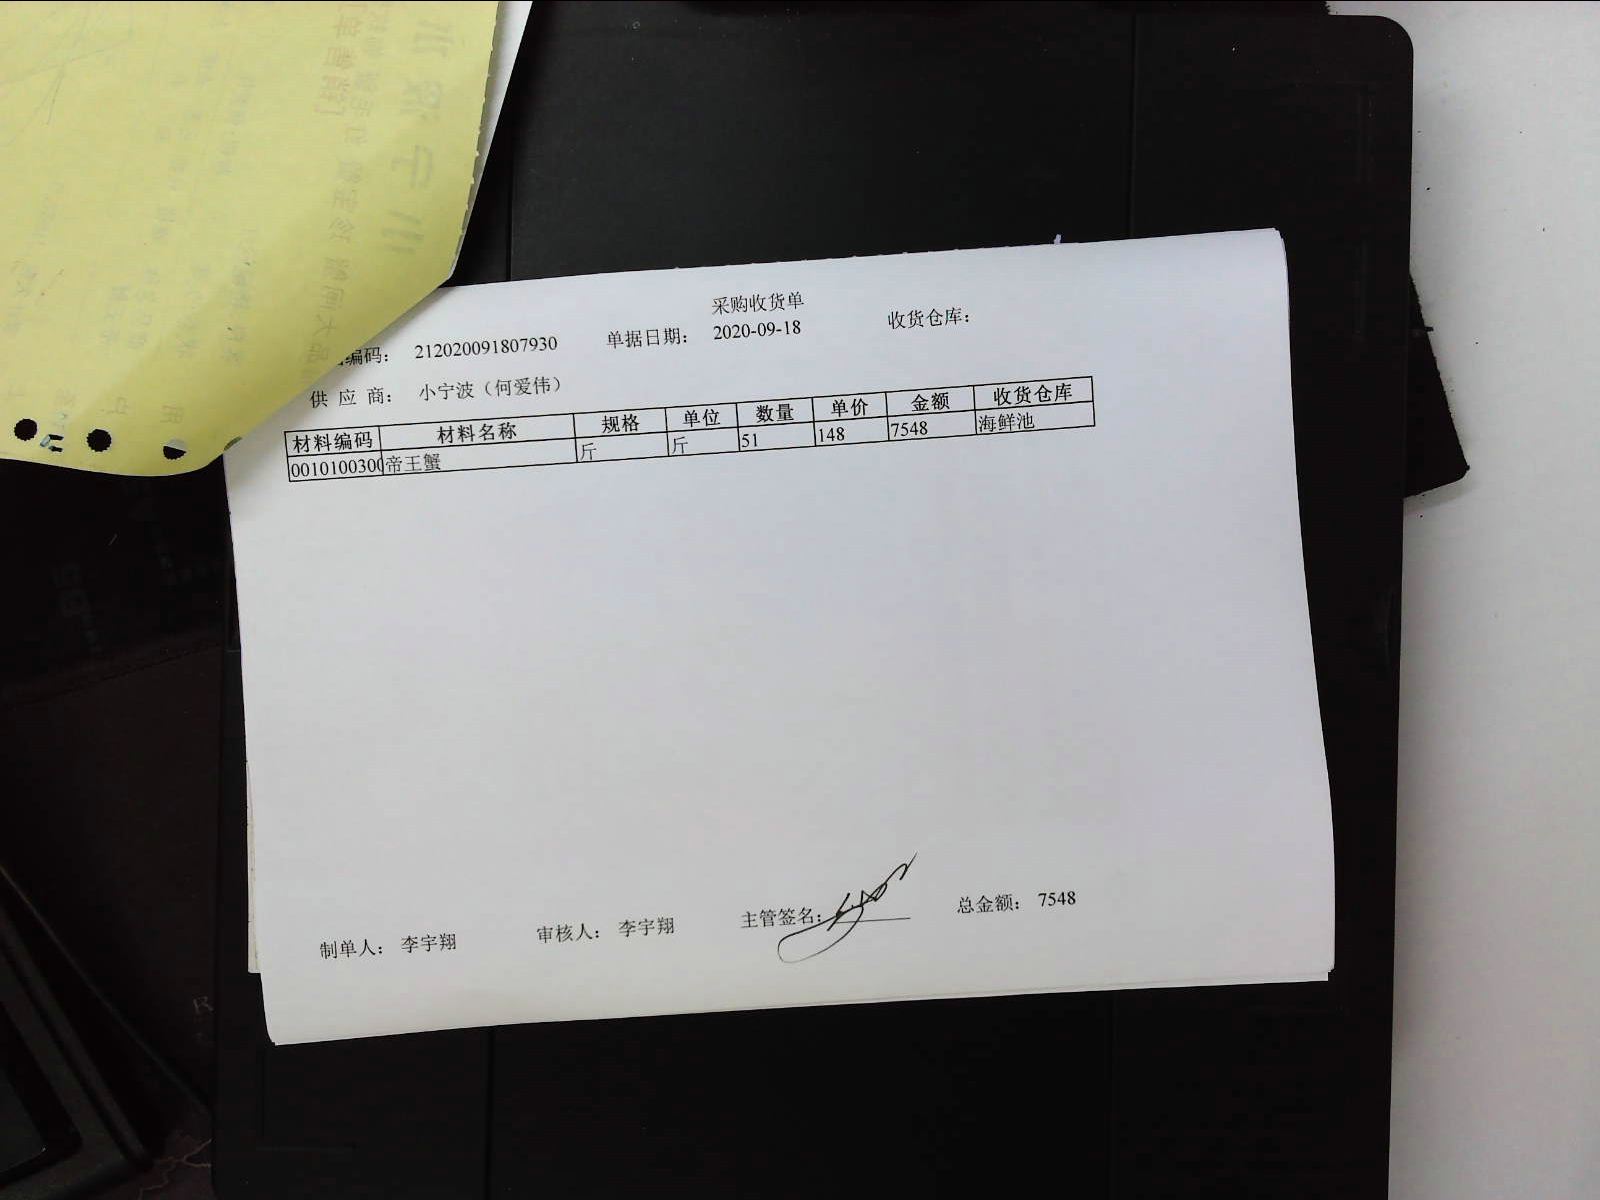 采购收货单
编码： 212020091807930 单据日期： 2020-09-18 收货仓库：
供 应 商： 小宁波（何爱伟）
材料编码 材料名称 规格 单位 数量 单价 金额 收货仓库
0010100300 帝王蟹 斤 斤 51 148 7548 海鲜池
制单人： 李宇翔 审核人： 李宇翔 主管签名： 总金额： 7548